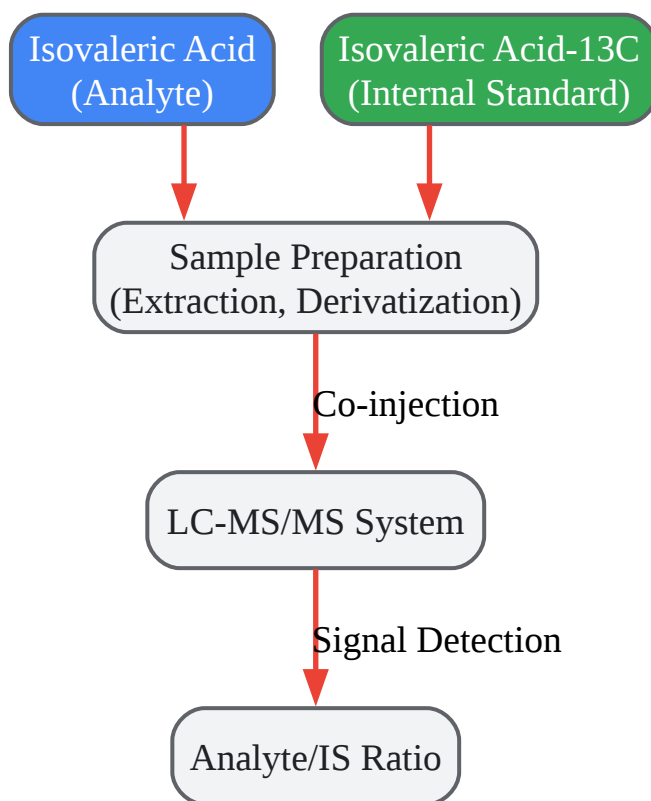 Isovaleric Acid
(Analyte)
Isovaleric Acid-13C
(Internal Standard)
Sample Preparation
(Extraction, Derivatization)
Co-injection
LC-MS/MS System
Signal Detection
Analyte/IS Ratio